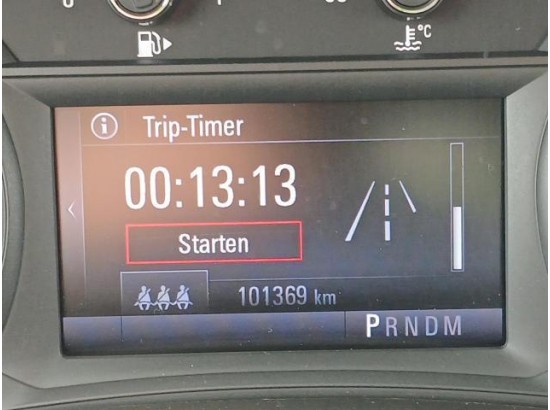 °C
Trip-Timer
00:13:13
Starten
101369 km
PRNDM